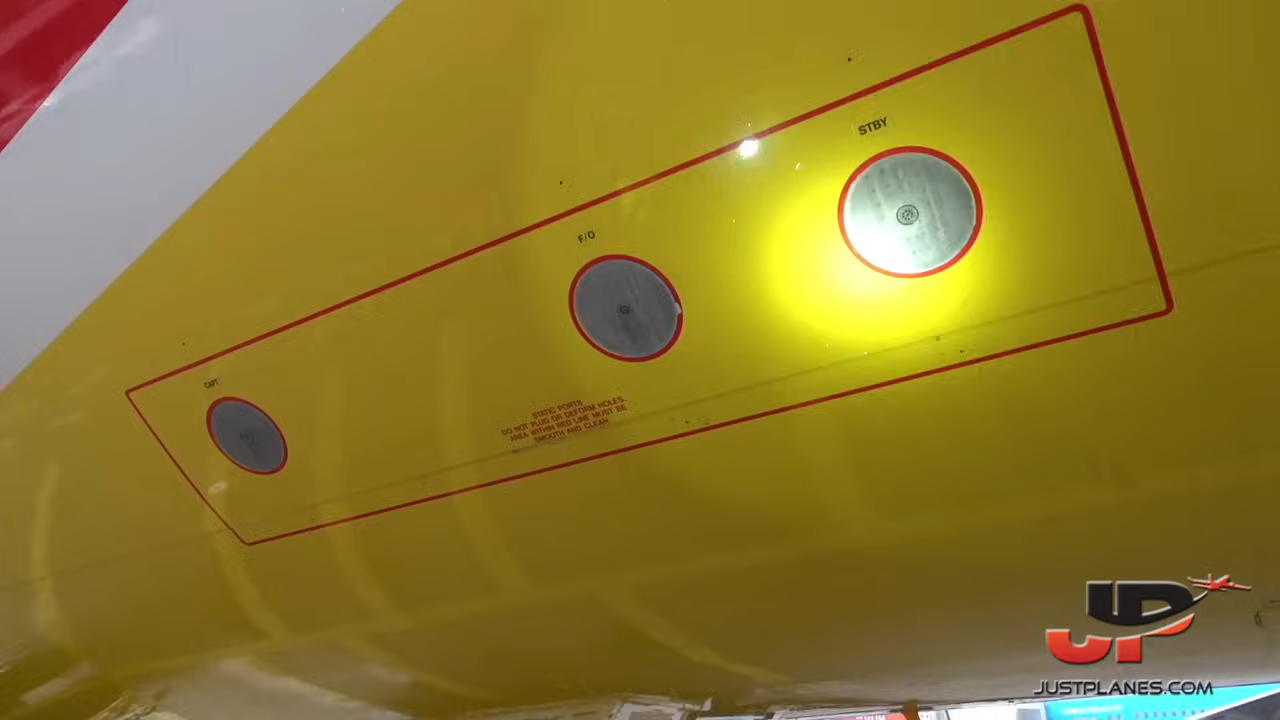 STBY
F/O
CAPT
STATIC PORTS
DO NOT PLUG OR DEFORM HOLES.
AREA WITHIN RED LINE MUST BE
SMOOTH AND CLEAN
JP
JUSTPLANES.COM